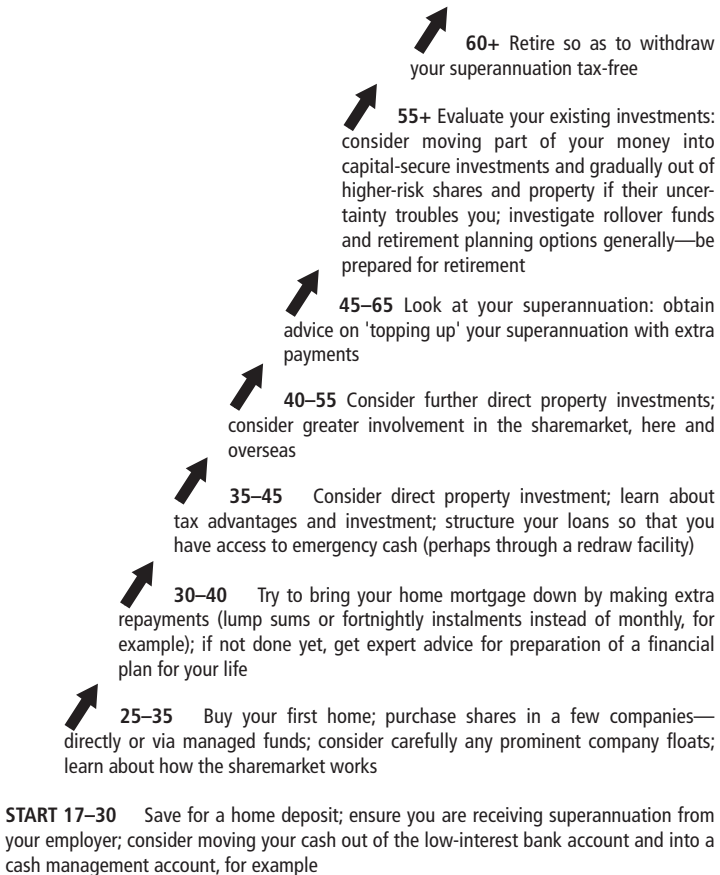 60+ Retire so as to withdraw
your superannuation tax-free
55+ Evaluate your existing investments:
consider moving part of your money into
capital-secure investments and gradually out of
higher-risk shares and property if their uncer-
tainty troubles you; investigate rollover funds
and retirement planning options generally—be
prepared for retirement
45–65 Look at your superannuation: obtain
advice on 'topping up' your superannuation with extra
payments
40–55 Consider further direct property investments;
consider greater involvement in the sharemarket, here and
overseas
35–45 Consider direct property investment; learn about
tax advantages and investment; structure your loans so that you
have access to emergency cash (perhaps through a redraw facility)
30–40 Try to bring your home mortgage down by making extra
repayments (lump sums or fortnightly instalments instead of monthly, for
example); if not done yet, get expert advice for preparation of a financial
plan for your life
25–35 Buy your first home; purchase shares in a few companies—
directly or via managed funds; consider carefully any prominent company floats;
learn about how the sharemarket works
START 17–30 Save for a home deposit; ensure you are receiving superannuation from
your employer; consider moving your cash out of the low-interest bank account and into a
cash management account, for example